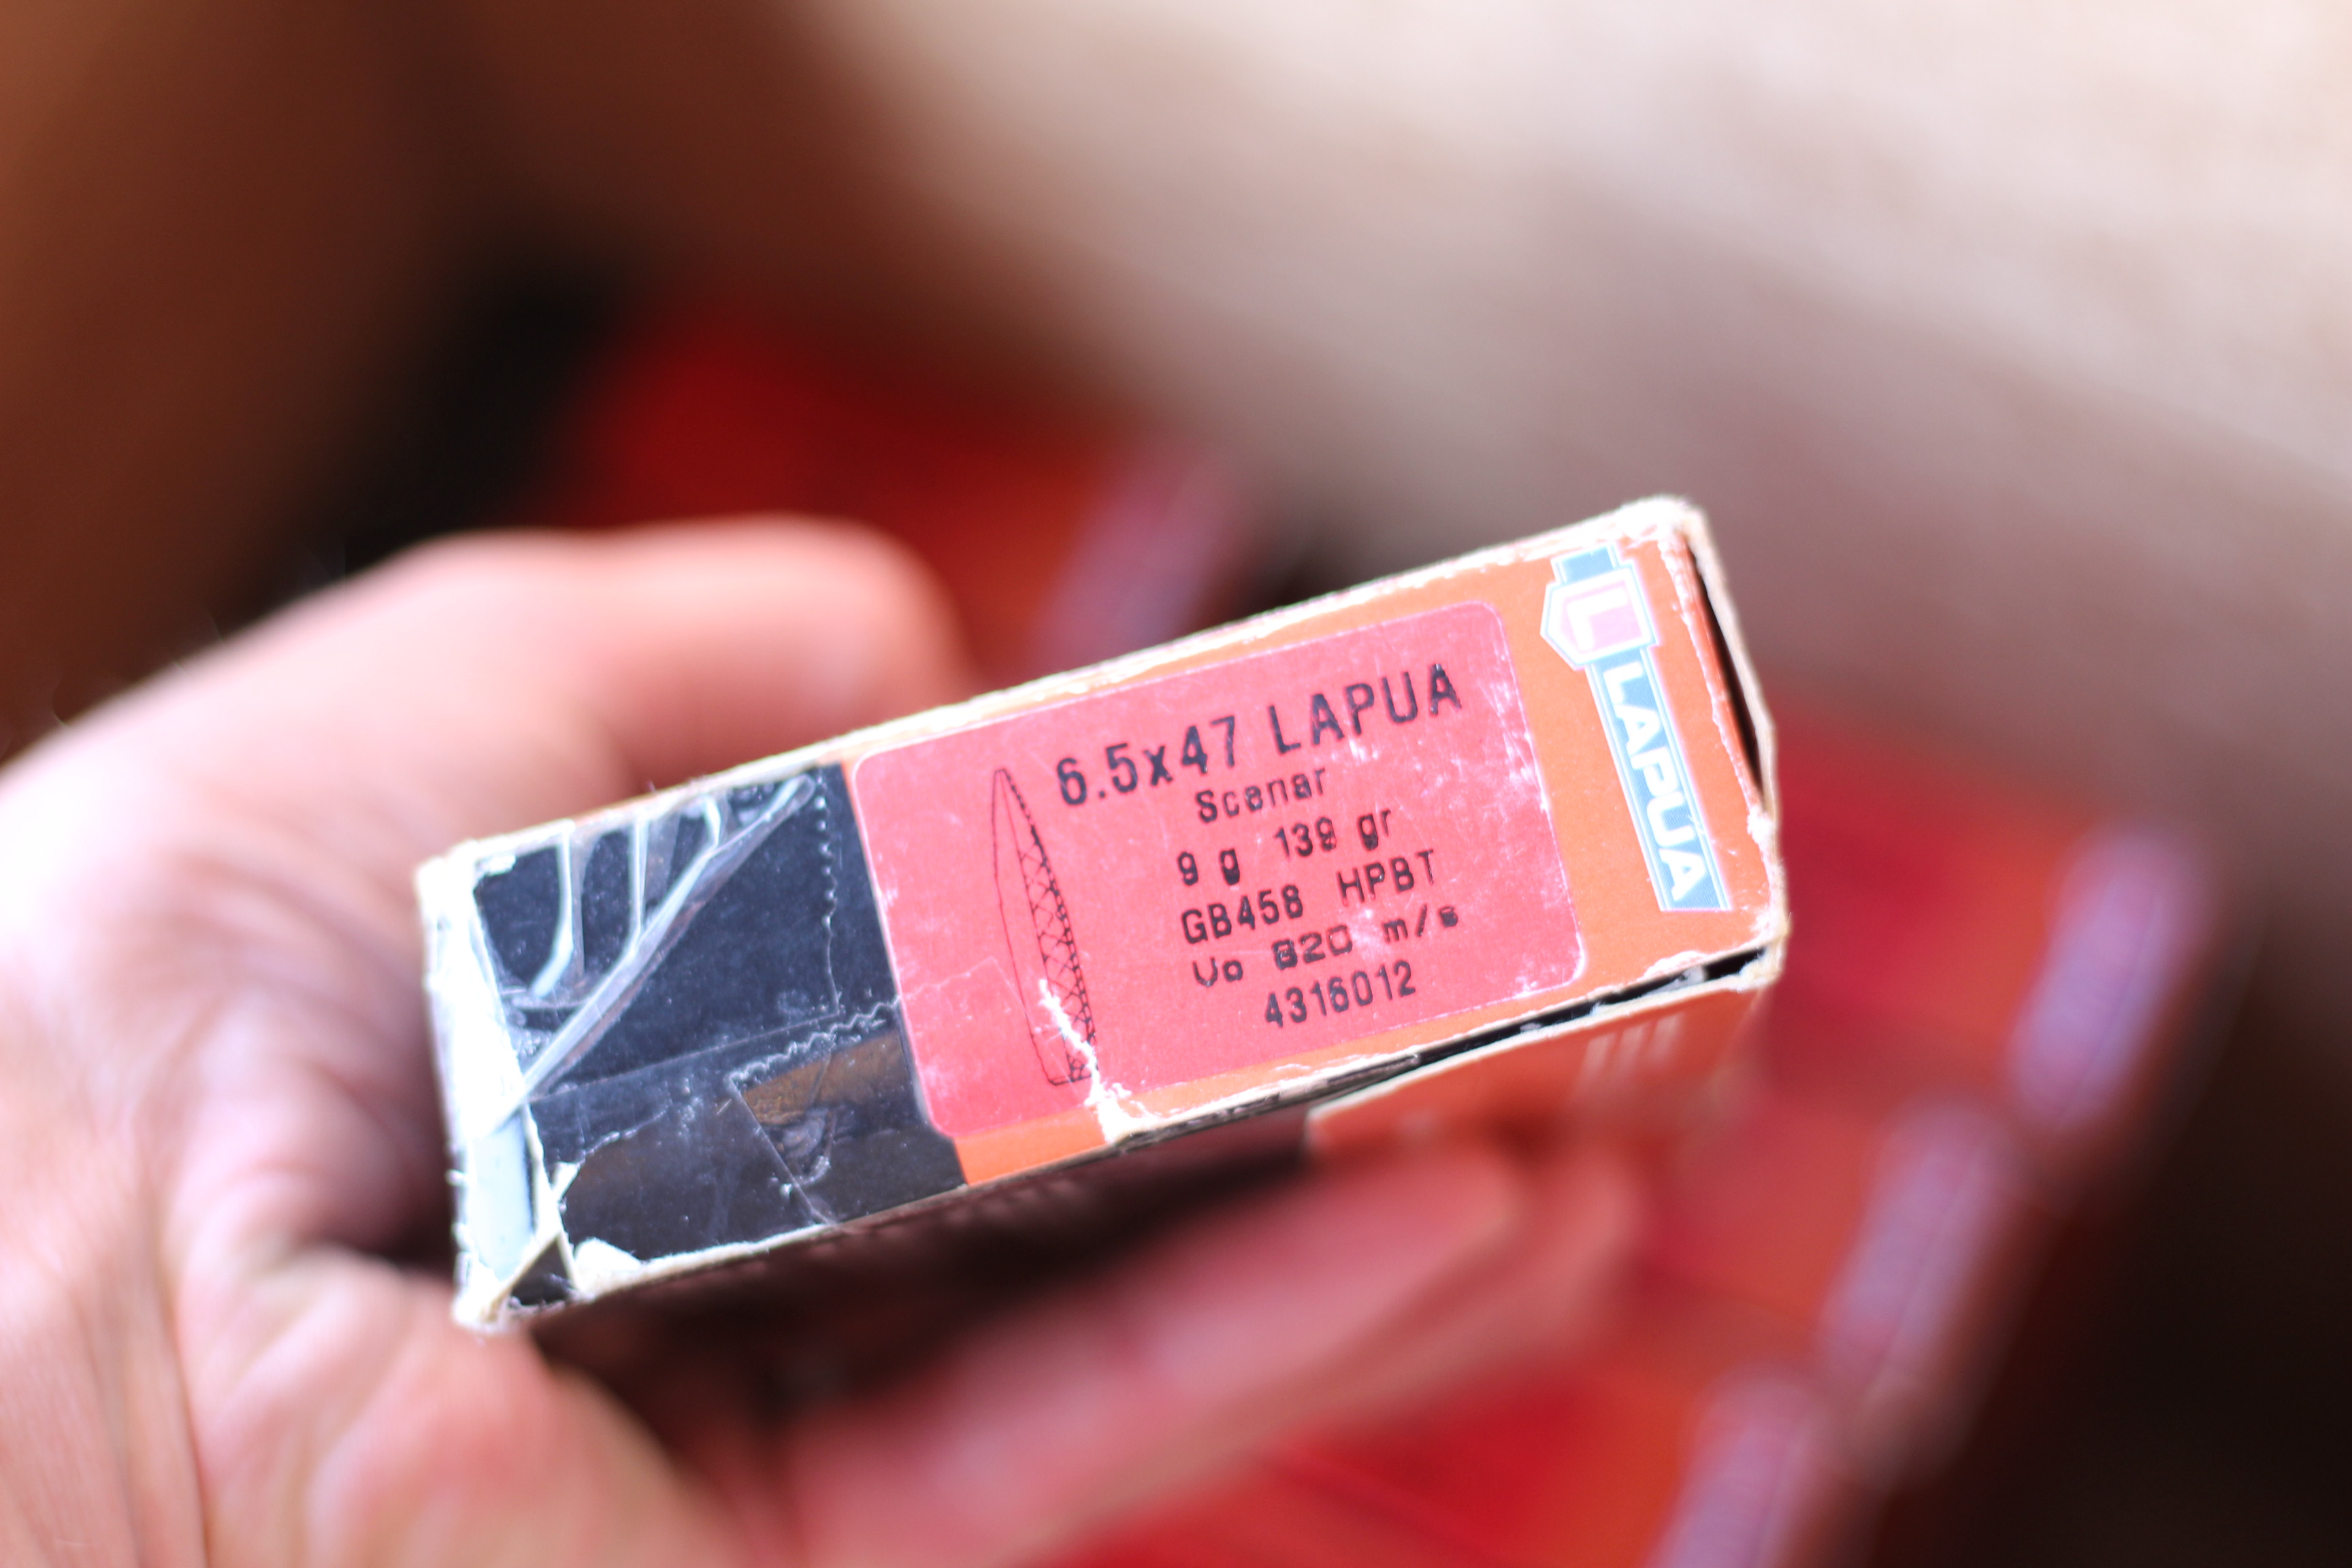 6.5x47 LAPUA
Scenar
9 g 139 gr
GB458 HPBT
Vo 820 m/s
4316012
L
LAPUA